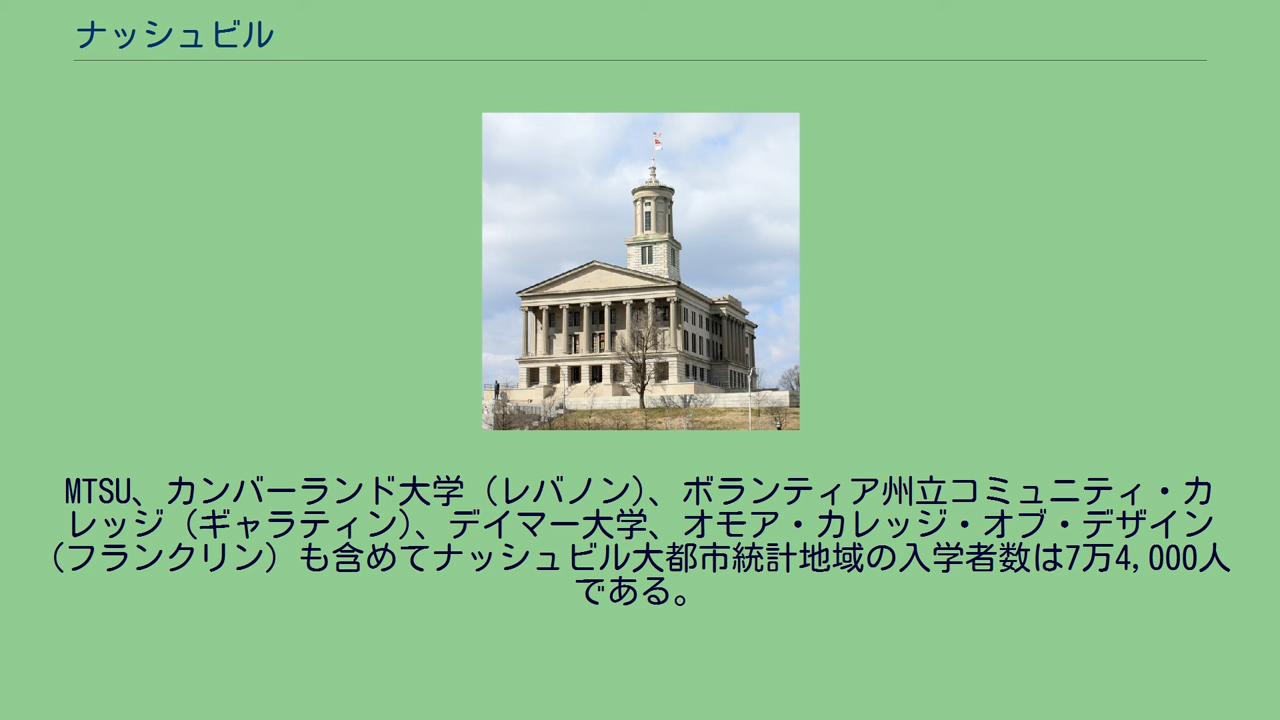 ナッシュビル
MTSU、カンバーランド大学（レバノン）、ボランティア州立コミュニティ・カ
レッジ（ギャラティン）、デイマー大学、オモア・カレッジ・オブ・デザイン
（フランクリン）も含めてナッシュビル大都市統計地域の入学者数は7万4,000人
である。